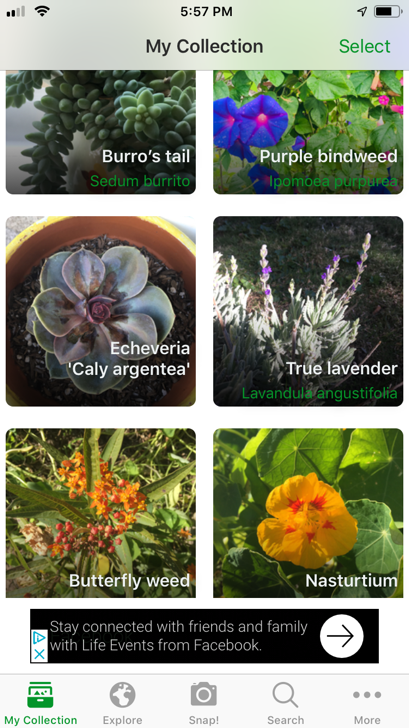 5:57 PM
My Collection
Select
Burro's tail
Sedum burrito
Purple bindweed
Ipomoea purpurea
Echeveria
'Caly argentea'
True lavender
Lavandula angustifolia
Butterfly weed
Nasturtium
Stay connected with friends and family
with Life Events from Facebook.
My Collection
Explore
Snap!
Search
More